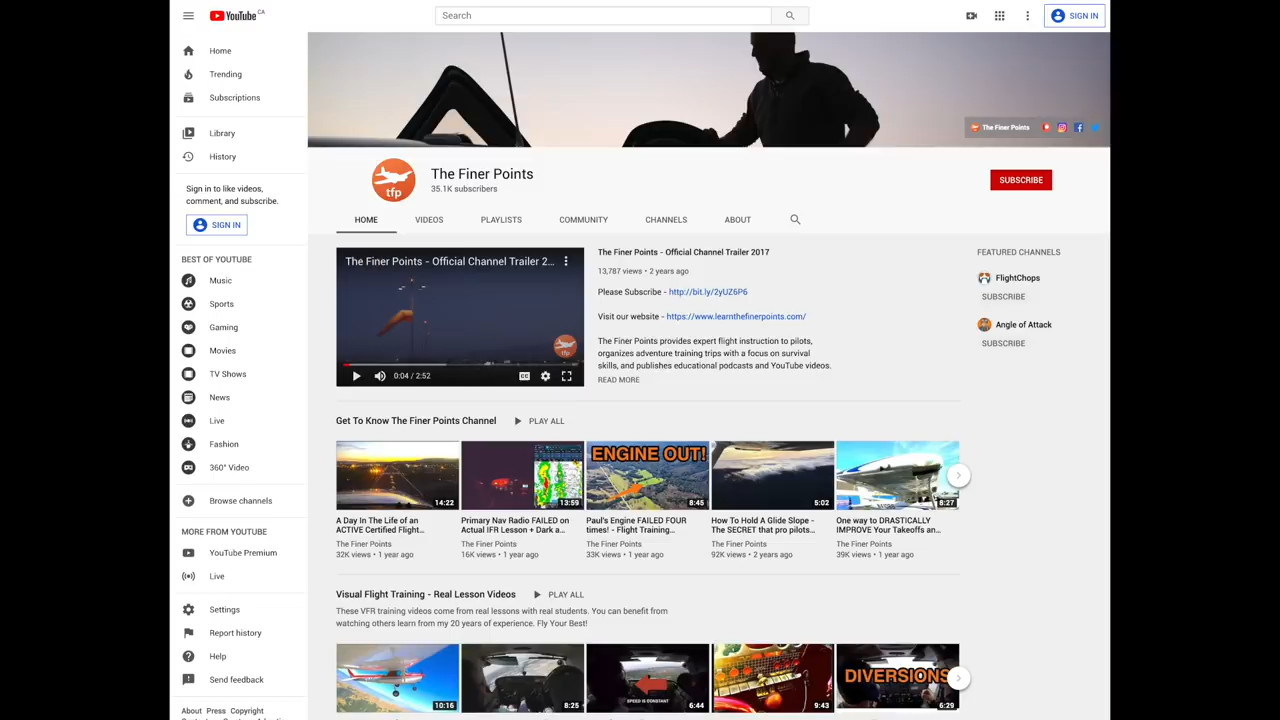 YouTube CA
Search
SIGN IN
Home
Trending
Subscriptions
Library
History
Sign in to like videos,
comment, and subscribe.
SIGN IN
BEST OF YOUTUBE
Music
Sports
Gaming
Movies
TV Shows
News
Live
Fashion
360° Video
Browse channels
MORE FROM YOUTUBE
YouTube Premium
Live
Settings
Report history
Help
Send feedback
About Press Copyright
The Finer Points
tfp
The Finer Points
35.1K subscribers
SUBSCRIBE
HOME VIDEOS PLAYLISTS COMMUNITY CHANNELS ABOUT
The Finer Points - Official Channel Trailer 2...
tfp
0:04 / 2:52
CC
The Finer Points - Official Channel Trailer 2017
13,787 views • 2 years ago
Please Subscribe - http://bit.ly/2yUZ6P6
Visit our website - https://www.learnthefinerpoints.com/
The Finer Points provides expert flight instruction to pilots,
organizes adventure training trips with a focus on survival
skills, and publishes educational podcasts and YouTube videos.
READ MORE
FEATURED CHANNELS
FlightChops
SUBSCRIBE
Angle of Attack
SUBSCRIBE
Get To Know The Finer Points Channel PLAY ALL
14:22
A Day In The Life of an
ACTIVE Certified Flight...
The Finer Points
32K views • 1 year ago
13:59
Primary Nav Radio FAILED on
Actual IFR Lesson + Dark a...
The Finer Points
16K views • 1 year ago
ENGINE OUT!
8:45
Paul's Engine FAILED FOUR
times! - Flight Training...
The Finer Points
33K views • 1 year ago
5:02
How To Hold A Glide Slope -
The SECRET that pro pilots...
The Finer Points
92K views • 2 years ago
8:27
One way to DRASTICALLY
IMPROVE Your Takeoffs an...
The Finer Points
39K views • 1 year ago
Visual Flight Training - Real Lesson Videos PLAY ALL
These VFR training videos come from real lessons with real students. You can benefit from
watching others learn from my 20 years of experience. Fly Your Best!
10:16
8:25
SPEED IS CONSTANT
6:44
9:43
DIVERSIONS
6:29